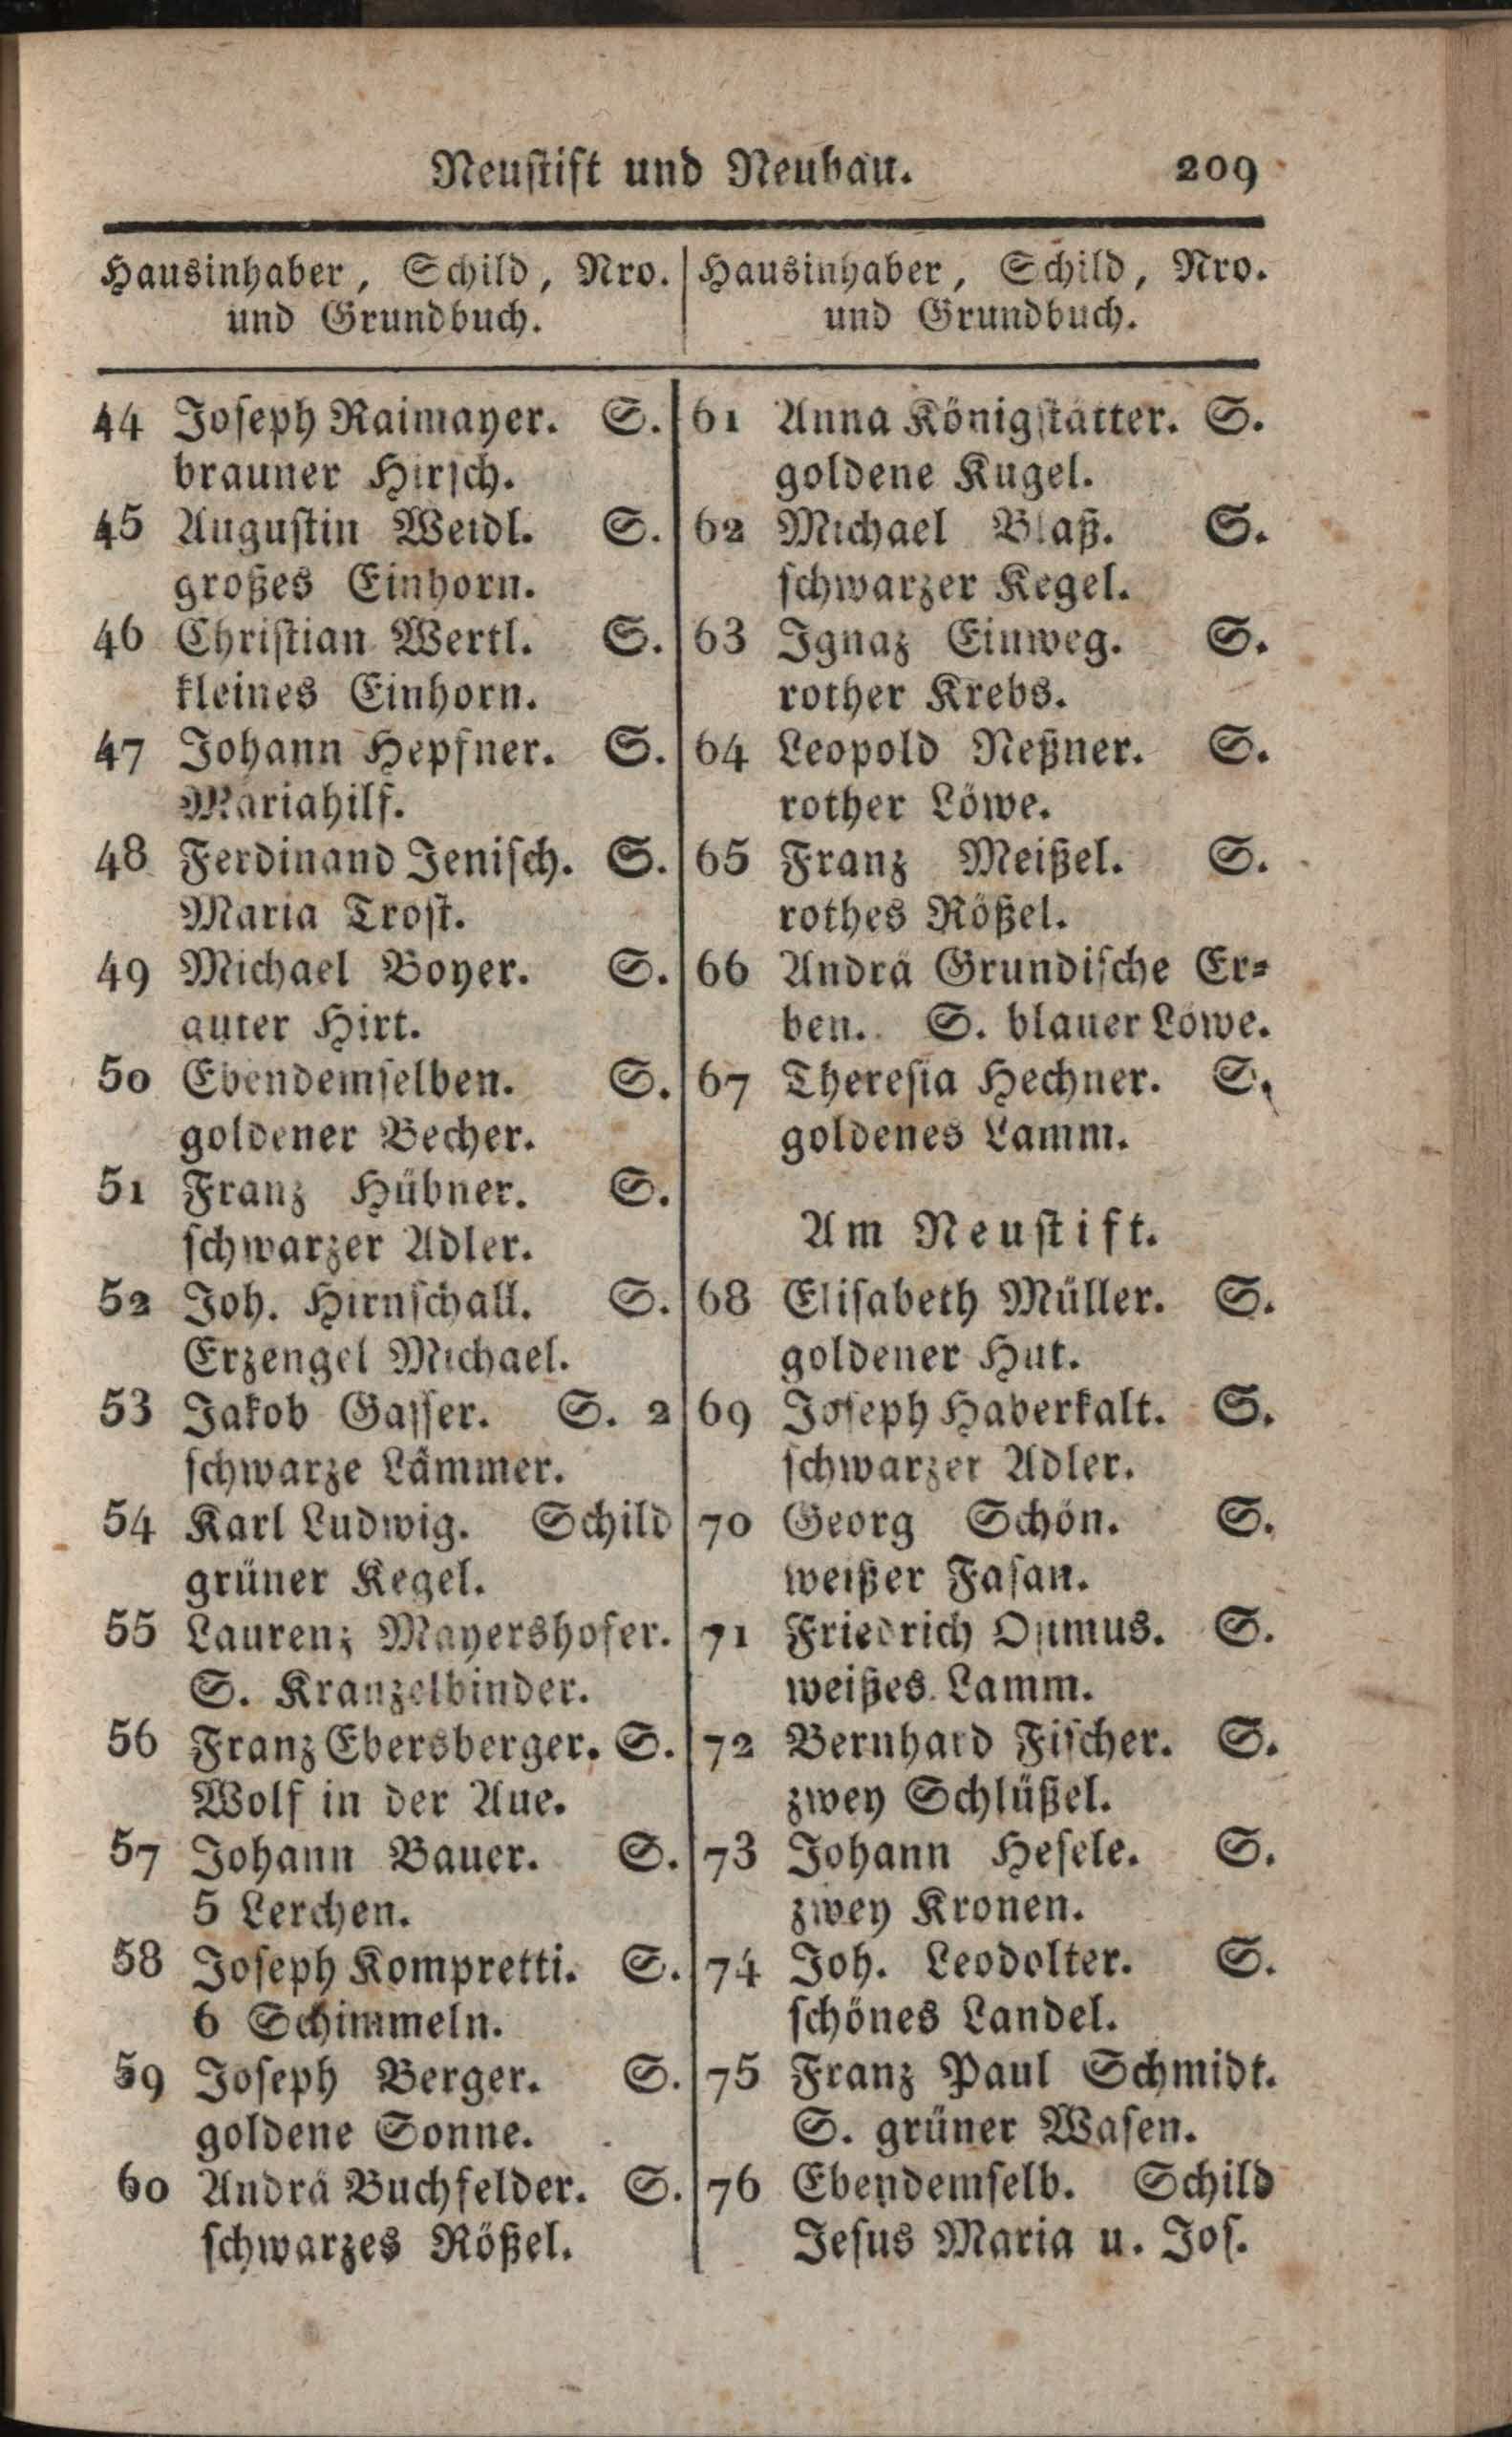 Neustift und Neubau. 209
Hausinhaber, Schild, Nro.
und Grundbuch.
44 Joseph Raimayer. S.
brauner Hirsch.
45 Augustin Weidl. S.
großes Einhorn.
46 Christian Wertl. S.
kleines Einhorn.
47 Johann Hepfner. S.
Mariahilf.
48 Ferdinand Jenisch. S.
Maria Trost.
49 Michael Boyer. S.
guter Hirt.
50 Ebendemselben. S.
goldener Becher.
51 Franz Hübner. S.
schwarzer Adler.
52 Joh. Hirnschall. S.
Erzengel Michael.
53 Jakob Gasser. S. 2
schwarze Lämmer.
54 Karl Ludwig. Schild
grüner Kegel.
55 Laurenz Mayershofer.
S. Kranzelbinder.
56 Franz Ebersberger. S.
Wolf in der Aue.
57 Johann Bauer. S.
5 Lerchen.
58 Joseph Kompretti. S.
6 Schimmeln.
59 Joseph Berger. S.
goldene Sonne.
60 Andrä Buchfelder. S.
schwarzes Rößel.
Hausinhaber, Schild, Nro.
und Grundbuch.
61 Anna Königstätter. S.
goldene Kugel.
62 Michael Blaß. S.
schwarzer Kegel.
63 Ignaz Einweg. S.
rother Krebs.
64 Leopold Neßner. S.
rother Löwe.
65 Franz Meißel. S.
rothes Rößel.
66 Andrä Grundische Er-
ben. S. blauer Löwe.
67 Theresia Hechner. S.
goldenes Lamm.
Am Neustift.
68 Elisabeth Müller. S.
goldener Hut.
69 Joseph Haberkalt. S.
schwarzer Adler.
70 Georg Schön. S.
weißer Fasan.
71 Friedrich S.
weißes Lamm.
72 Bernhard Fischer. S.
zwey Schlüßel.
73 Johann Hesele. S.
zwey Kronen.
74 Joh. Leodolter. S.
schönes Landel.
75 Franz Paul Schmidt.
S. grüner Wasen.
76 Ebendemselb. Schild
Jesus Maria u. Jos.